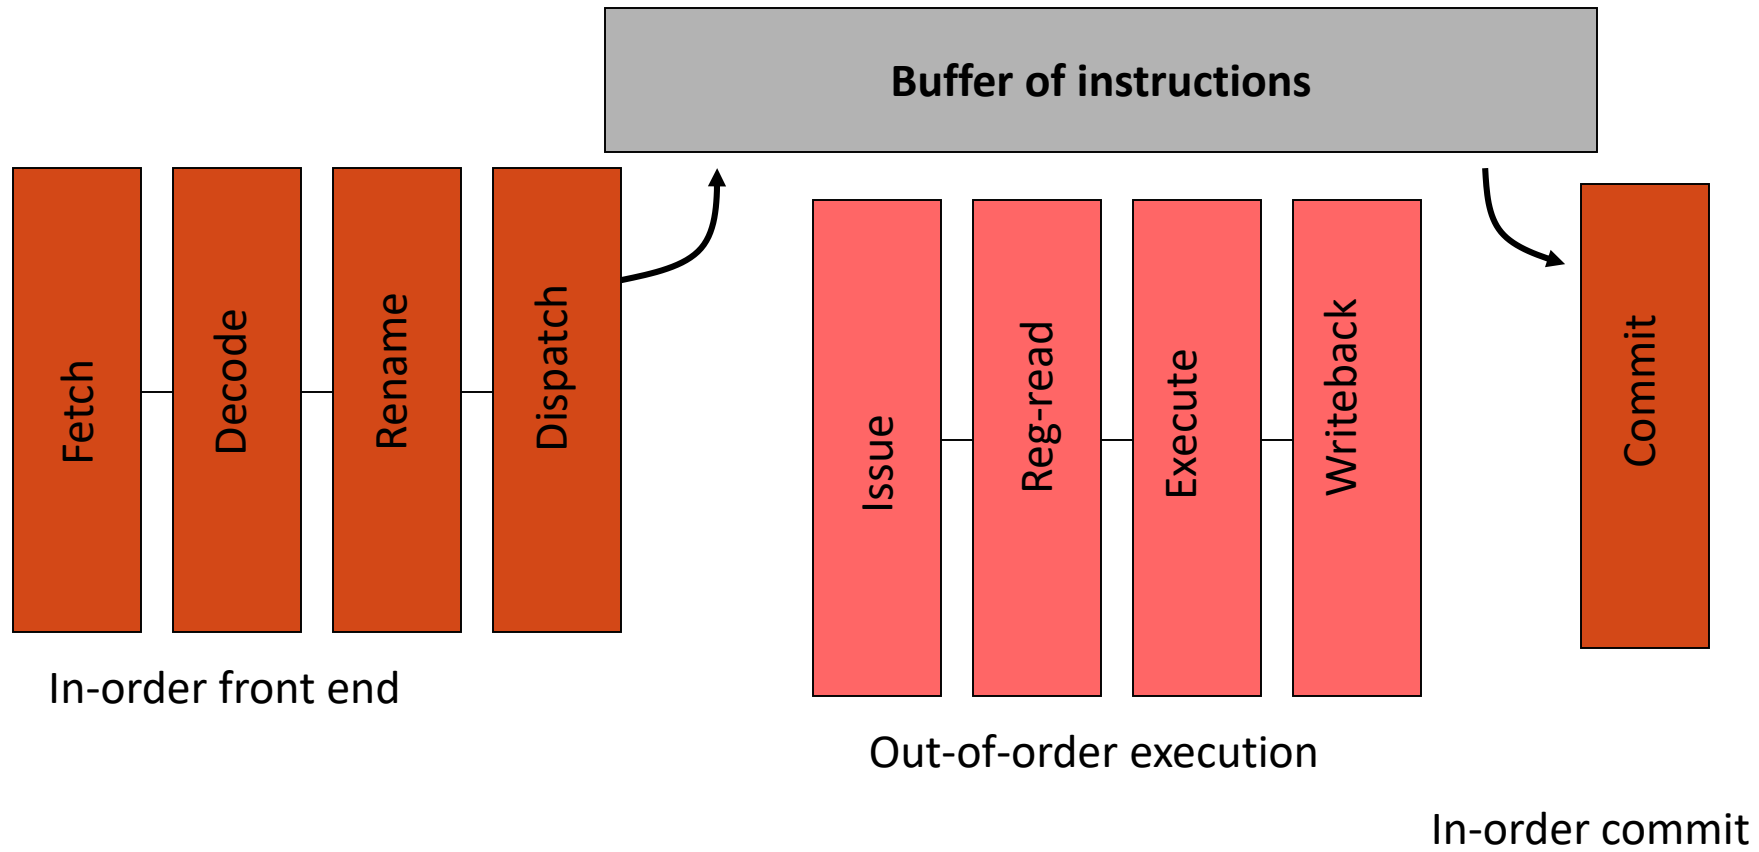 Buffer of instructions
Fetch
Decode
Rename
Dispatch
Issue
Reg-read
Execute
Writeback
Commit
In-order front end
Out-of-order execution
In-order commit